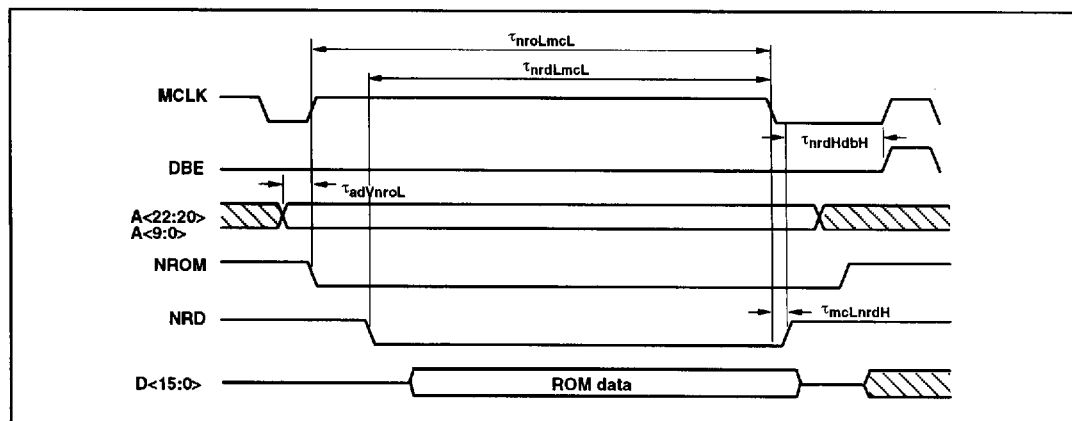 τnroLmcL
τnrdLmcL
MCLK
τnrdHdbH
DBE
τadVnroL
A<22:20>
A<9:0>
NROM
NRD
τmcLnrdH
D<15:0>
ROM data